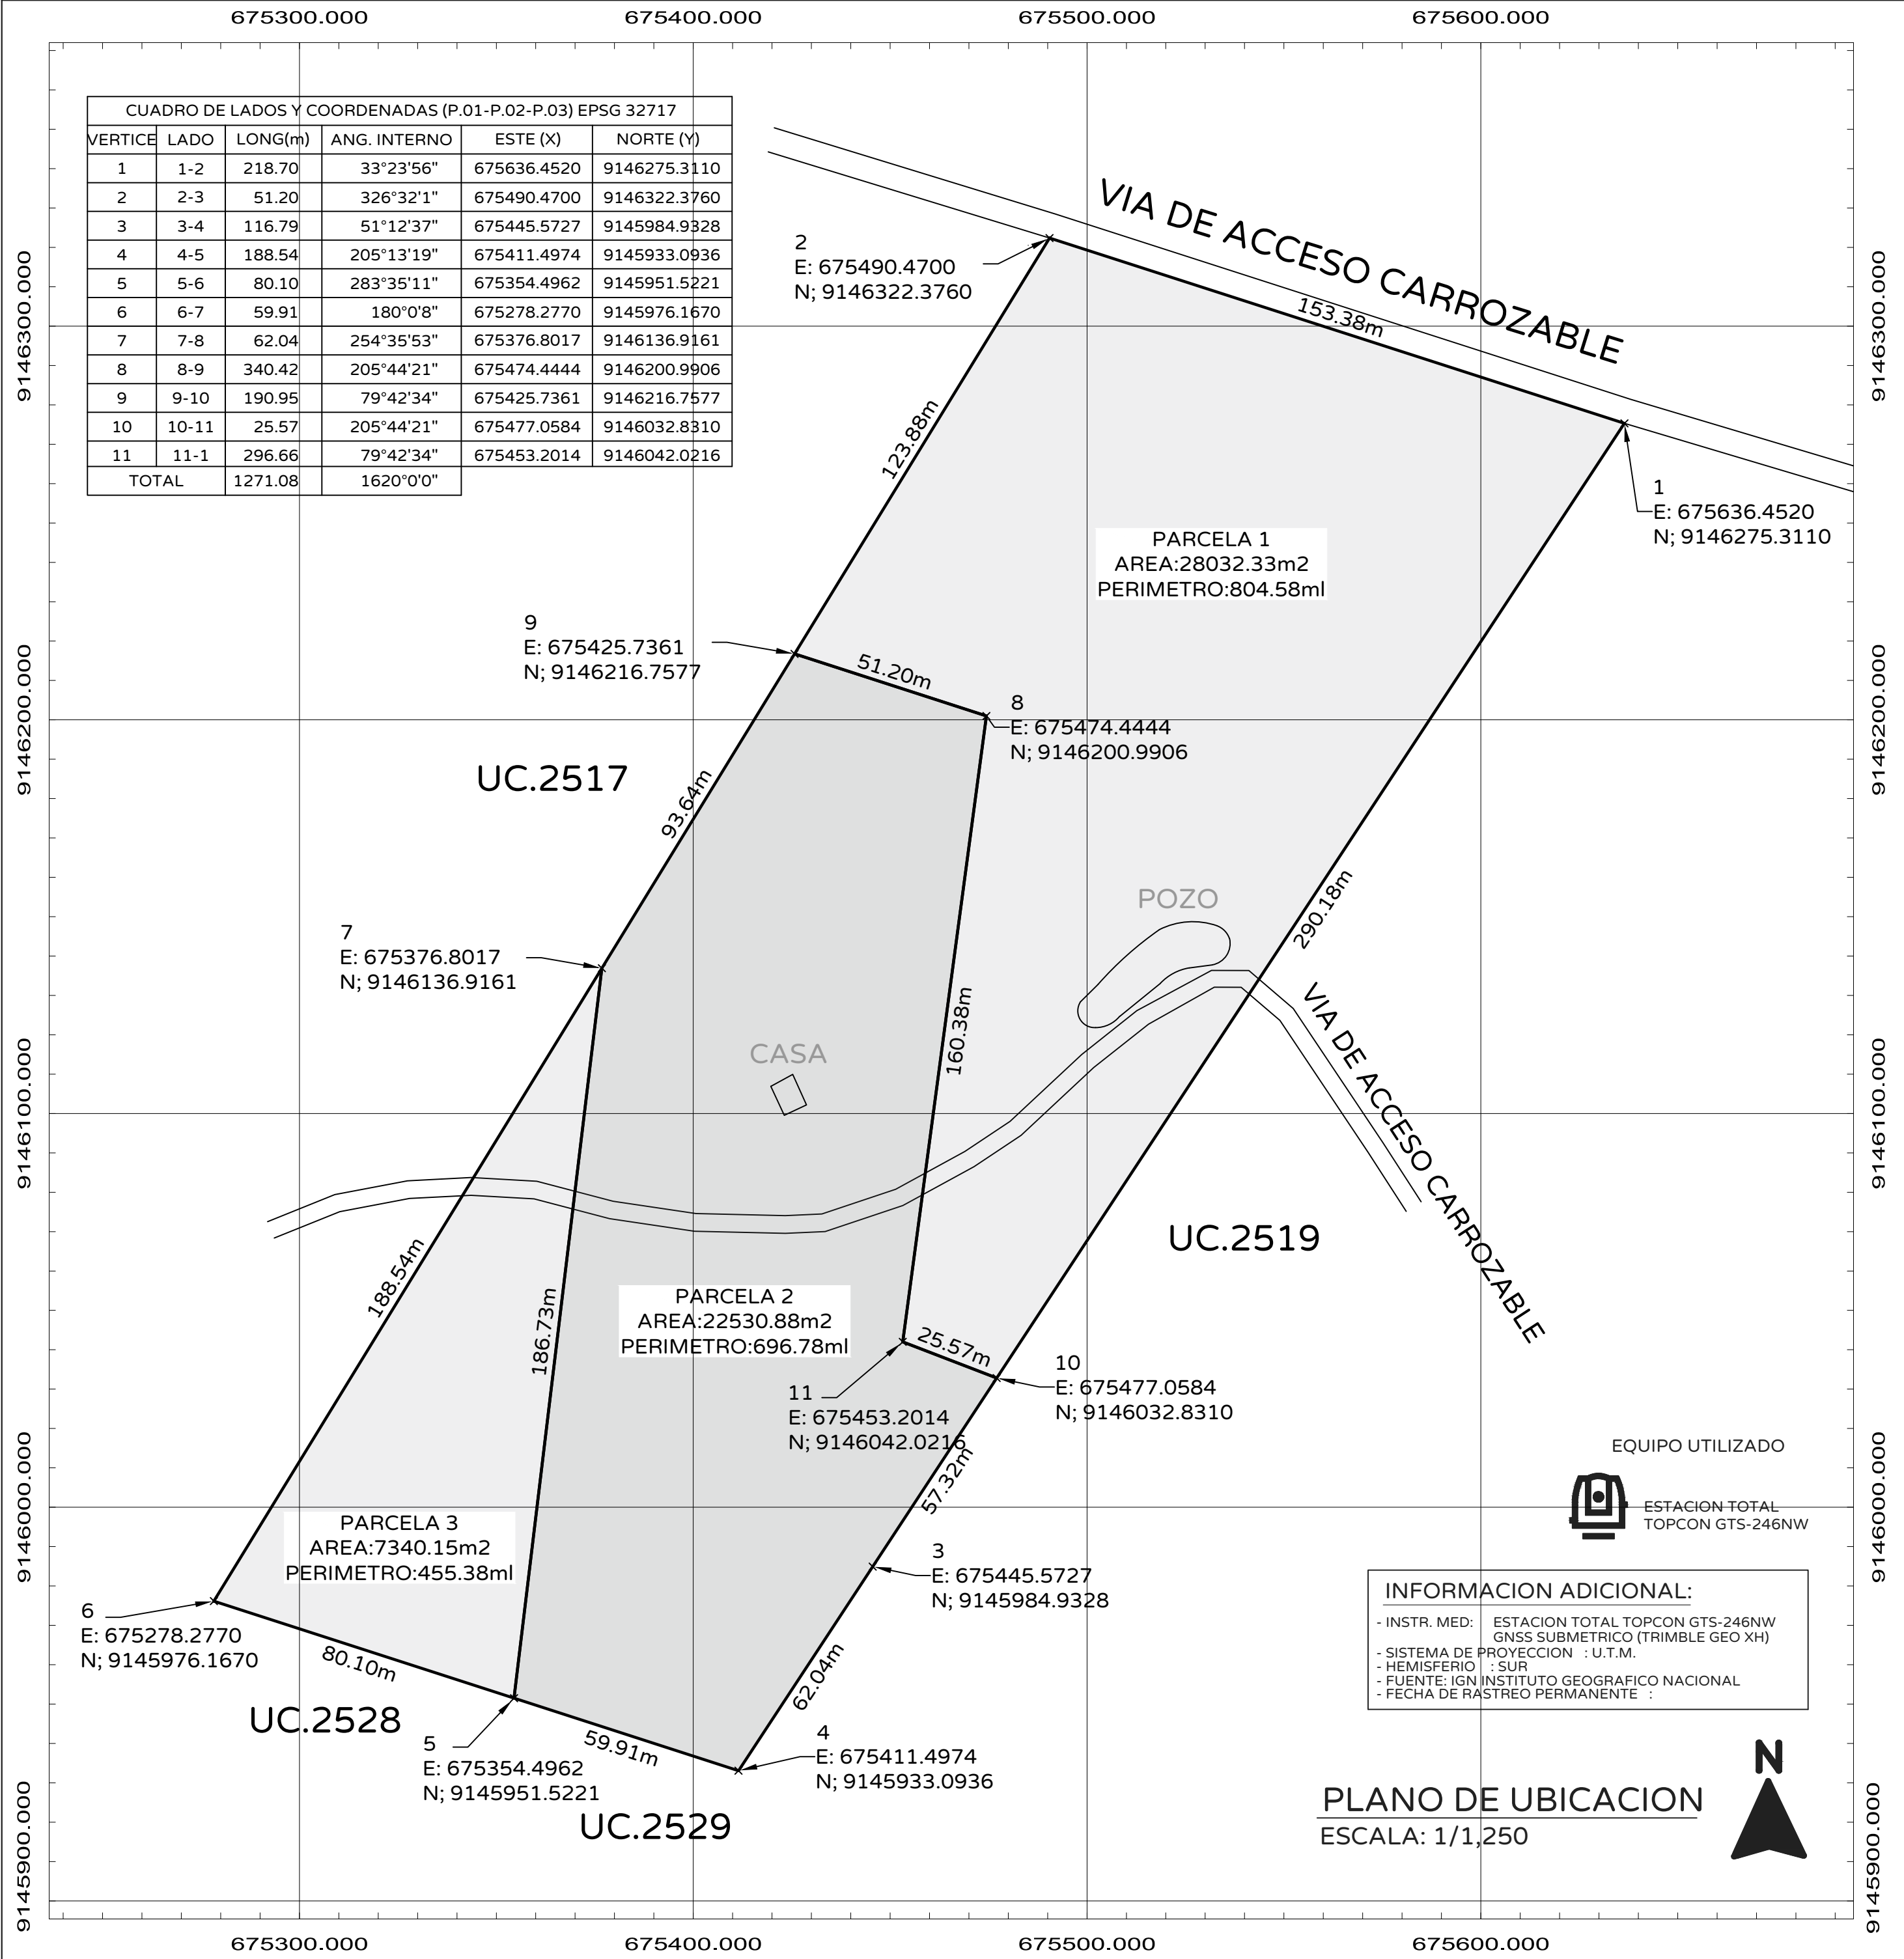 675300.000 675400.000 675500.000 675600.000
CUADRO DE LADOS Y COORDENADAS (P.01-P.02-P.03) EPSG 32717
VERTICE LADO LONG(m) ANG. INTERNO ESTE (X) NORTE (Y)
1 1-2 218.70 33°23'56" 675636.4520 9146275.3110
2 2-3 51.20 326°32'1" 675490.4700 9146322.3760
3 3-4 116.79 51°12'37" 675445.5727 9145984.9328
4 4-5 188.54 205°13'19" 675411.4974 9145933.0936
5 5-6 80.10 283°35'11" 675354.4962 9145951.5221
6 6-7 59.91 180°0'8" 675278.2770 9145976.1670
7 7-8 62.04 254°35'53" 675376.8017 9146136.9161
8 8-9 340.42 205°44'21" 675474.4444 9146200.9906
9 9-10 190.95 79°42'34" 675425.7361 9146216.7577
10 10-11 25.57 205°44'21" 675477.0584 9146032.8310
11 11-1 296.66 79°42'34" 675453.2014 9146042.0216
TOTAL 1271.08 1620°0'0"
VIA DE ACCESO CARROZABLE
2
E: 675490.4700
N; 9146322.3760
153.38m
9146300.000
9146300.000
123.88m
1
E: 675636.4520
N; 9146275.3110
PARCELA 1
AREA:28032.33m2
PERIMETRO:804.58ml
9
E: 675425.7361
N; 9146216.7577
51.20m
8
E: 675474.4444
N; 9146200.9906
9146200.000
9146200.000
UC.2517
93.64m
POZO
290.18m
7
E: 675376.8017
N; 9146136.9161
160.38m
CASA
VIA DE ACCESO CARROZABLE
9146100.000
9146100.000
UC.2519
188.54m
186.73m
PARCELA 2
AREA:22530.88m2
PERIMETRO:696.78ml
25.57m
10
E: 675477.0584
N; 9146032.8310
11
E: 675453.2014
N; 9146042.0216
57.32m
EQUIPO UTILIZADO
ESTACION TOTAL
TOPCON GTS-246NW
9146000.000
9146000.000
PARCELA 3
AREA:7340.15m2
PERIMETRO:455.38ml
3
E: 675445.5727
N; 9145984.9328
INFORMACION ADICIONAL:
- INSTR. MED: ESTACION TOTAL TOPCON GTS-246NW
GNSS SUBMETRICO (TRIMBLE GEO XH)
- SISTEMA DE PROYECCION : U.T.M.
- HEMISFERIO : SUR
- FUENTE: IGN INSTITUTO GEOGRAFICO NACIONAL
- FECHA DE RASTREO PERMANENTE :
6
E: 675278.2770
N; 9145976.1670
80.10m
62.04m
UC.2528
59.91m
5
E: 675354.4962
N; 9145951.5221
4
E: 675411.4974
N; 9145933.0936
UC.2529
N
PLANO DE UBICACION
ESCALA: 1/1,250
9145900.000
9145900.000
675300.000 675400.000 675500.000 675600.000